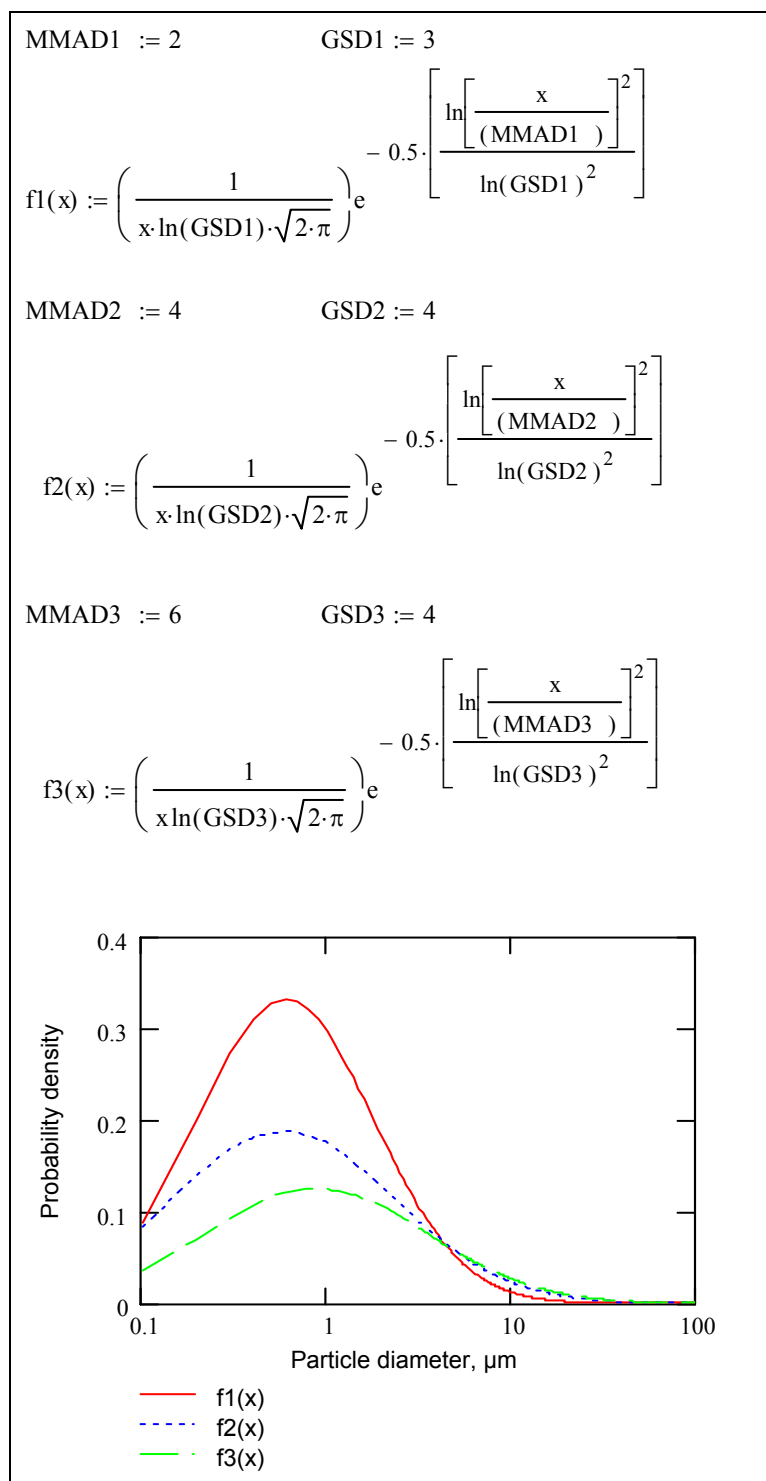 MMAD1 := 2 GSD1 := 3
f1(x) := ( 1 / (x·ln(GSD1)·√(2·π)) ) e^( − 0.5·[ ln[ x / (MMAD1 ) ]^2 / ln(GSD1)^2 ] )
MMAD2 := 4 GSD2 := 4
f2(x) := ( 1 / (x·ln(GSD2)·√(2·π)) ) e^( − 0.5·[ ln[ x / (MMAD2 ) ]^2 / ln(GSD2)^2 ] )
MMAD3 := 6 GSD3 := 4
f3(x) := ( 1 / (x ln(GSD3)·√(2·π)) ) e^( − 0.5·[ ln[ x / (MMAD3 ) ]^2 / ln(GSD3)^2 ] )
0.4
0.3
0.2
0.1
0
Probability density
0.1 1 10 100
Particle diameter, µm
f1(x)
f2(x)
f3(x)